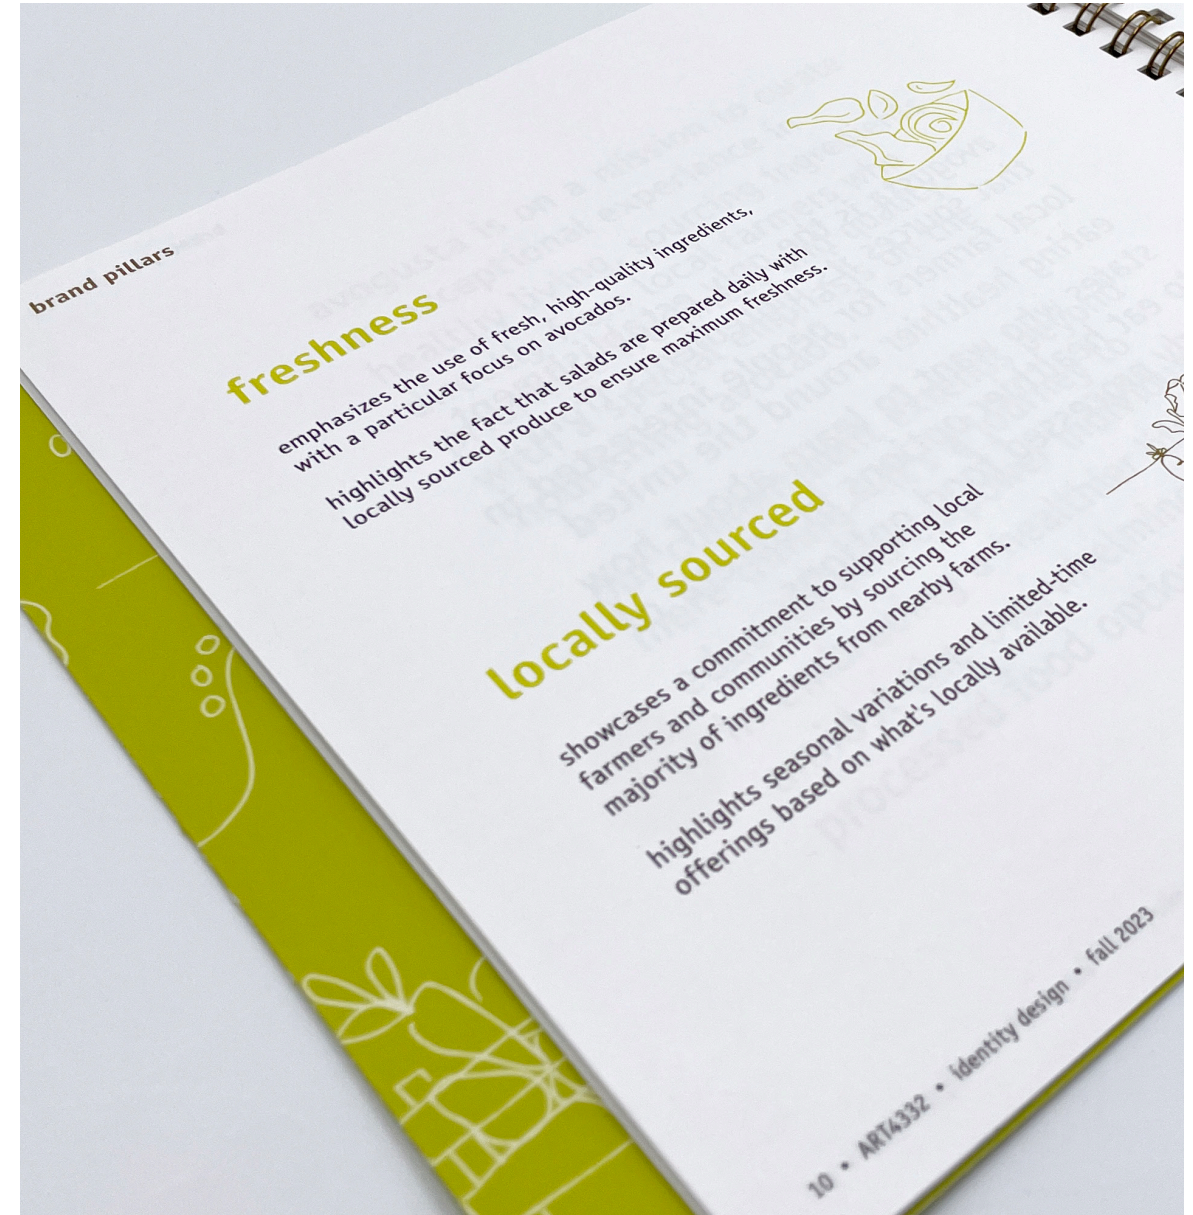 brand pillars
freshness
emphasizes the use of fresh, high-quality ingredients,
with a particular focus on avocados.
highlights the fact that salads are prepared daily with
locally sourced produce to ensure maximum freshness.
locally sourced
showcases a commitment to supporting local
farmers and communities by sourcing the
majority of ingredients from nearby farms.
highlights seasonal variations and limited-time
offerings based on what's locally available.
10 • ART4332 • identity design • fall 2023